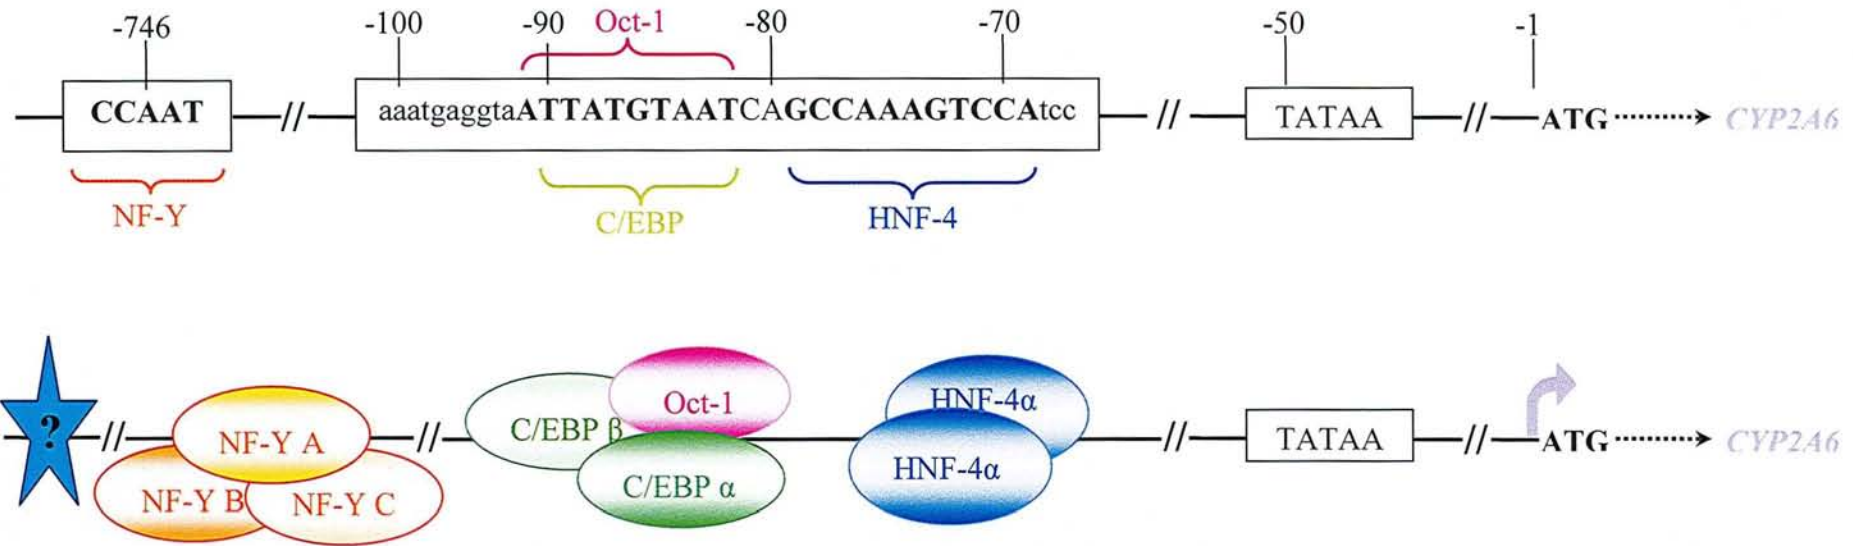 -746 -100 -90 Oct-1 -80 -70 -50 -1
CCAAT // aaatgaggtaATTATGTAATCAGCCAAAGTCCAtcc // TATAA // ATG CYP2A6
NF-Y C/EBP HNF-4
? // NF-Y A NF-Y B NF-Y C // C/EBP β Oct-1 C/EBP α HNF-4α HNF-4α // TATAA // ATG CYP2A6